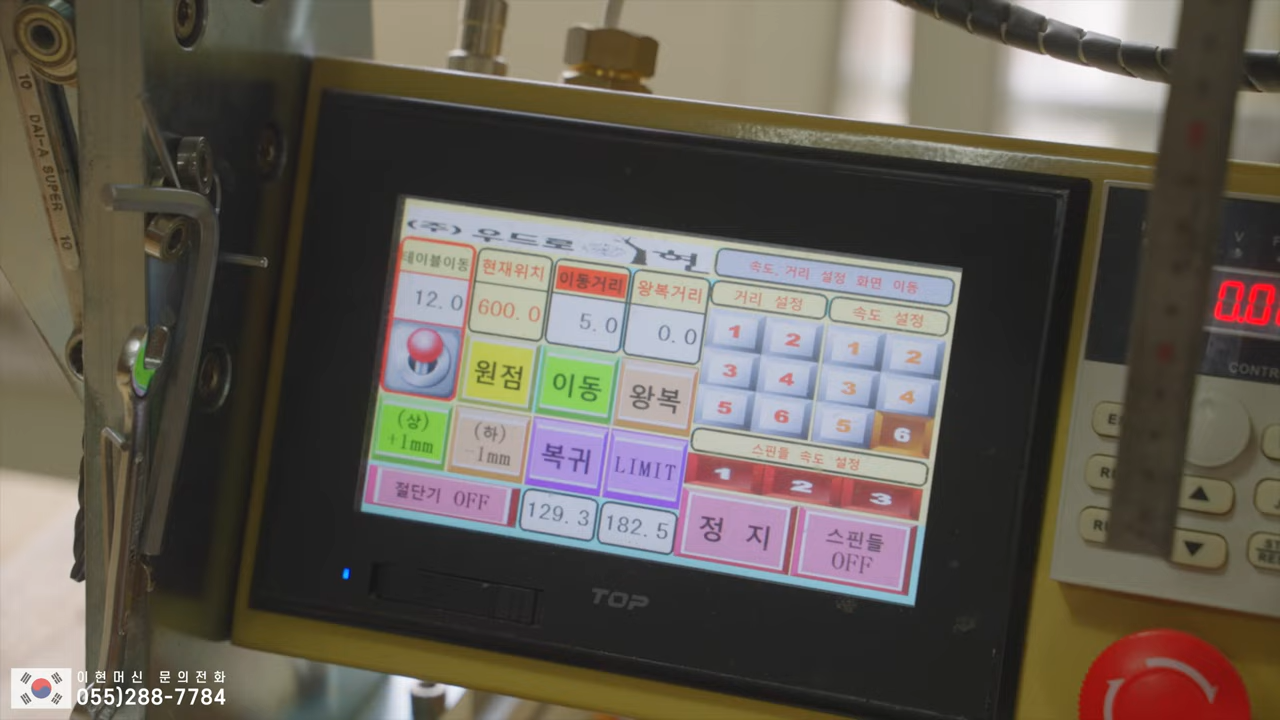 10
DAI-A SUPER
10
(주) 우드로 이현
테이블이동
12.0
현재위치
600.0
이동거리
5.0
왕복거리
0.0
속도, 거리 설정 화면 이동
거리 설정
속도 설정
1 2
3 4
5 6
1 2
3 4
5 6
원점
이동
왕복
(상)
+1mm
(하)
-1mm
복귀
LIMIT
스핀들 속도 설정
1 2 3
절단기 OFF
129.3
182.5
정 지
스핀들
OFF
TOP
0.0
CONTR
이현머신 문의전화
055)288-7784